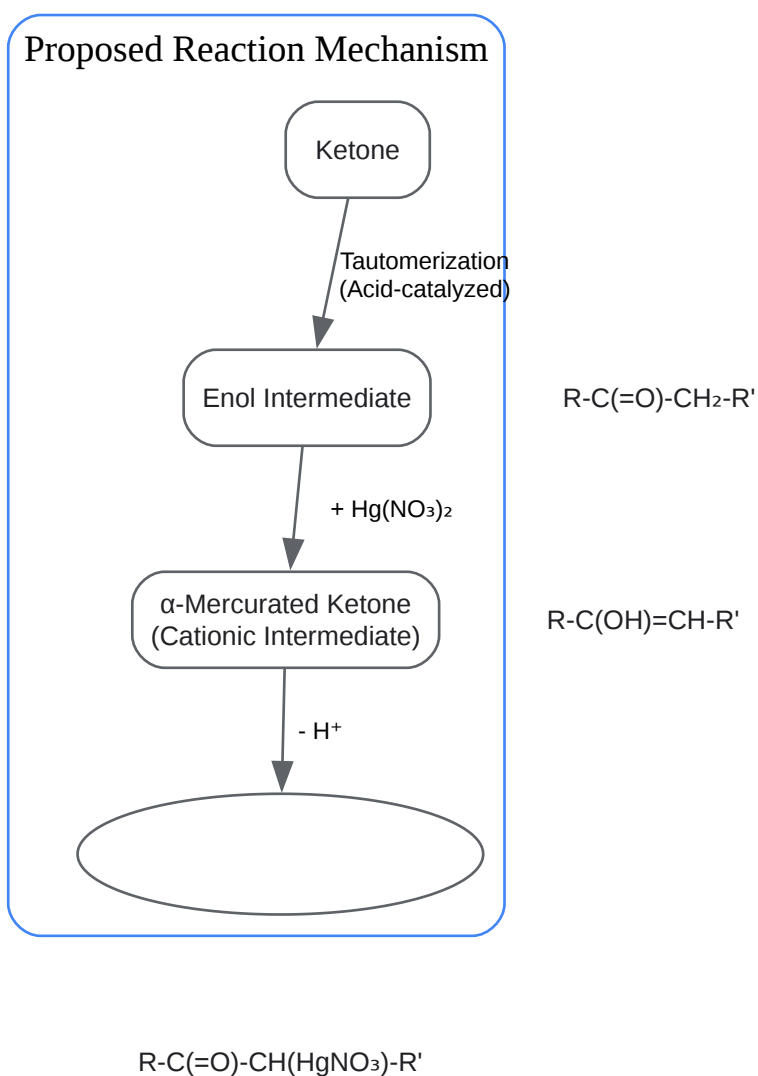 Proposed Reaction Mechanism
Ketone
Tautomerization
(Acid-catalyzed)
Enol Intermediate
R-C(=O)-CH₂-R'
+ Hg(NO₃)₂
α-Mercurated Ketone
(Cationic Intermediate)
R-C(OH)=CH-R'
- H⁺
R-C(=O)-CH(HgNO₃)-R'